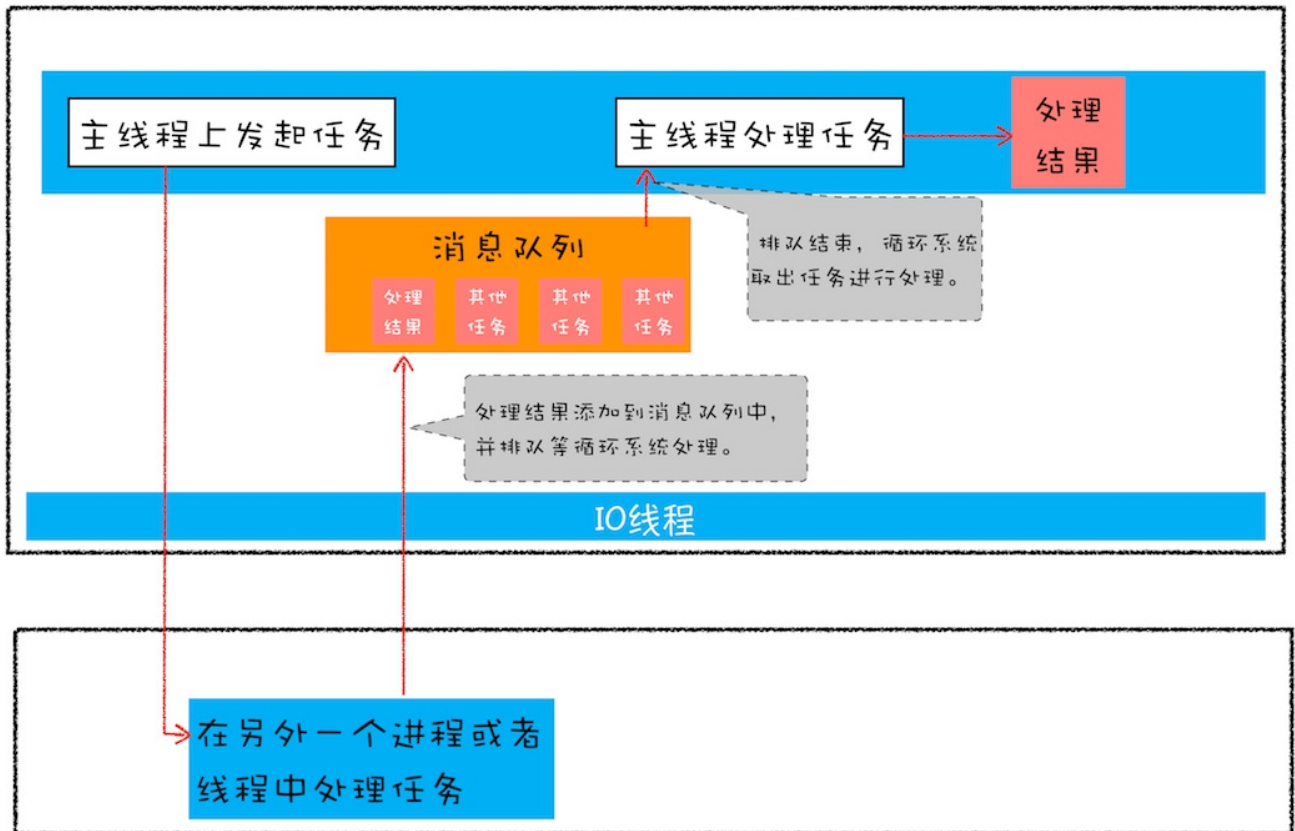 主线程上发起任务
主线程处理任务
处理
结果
消息队列
处理
结果
其他
任务
其他
任务
其他
任务
排队结束，循环系统
取出任务进行处理。
处理结果添加到消息队列中，
并排队等循环系统处理。
IO线程
在另外一个进程或者
线程中处理任务